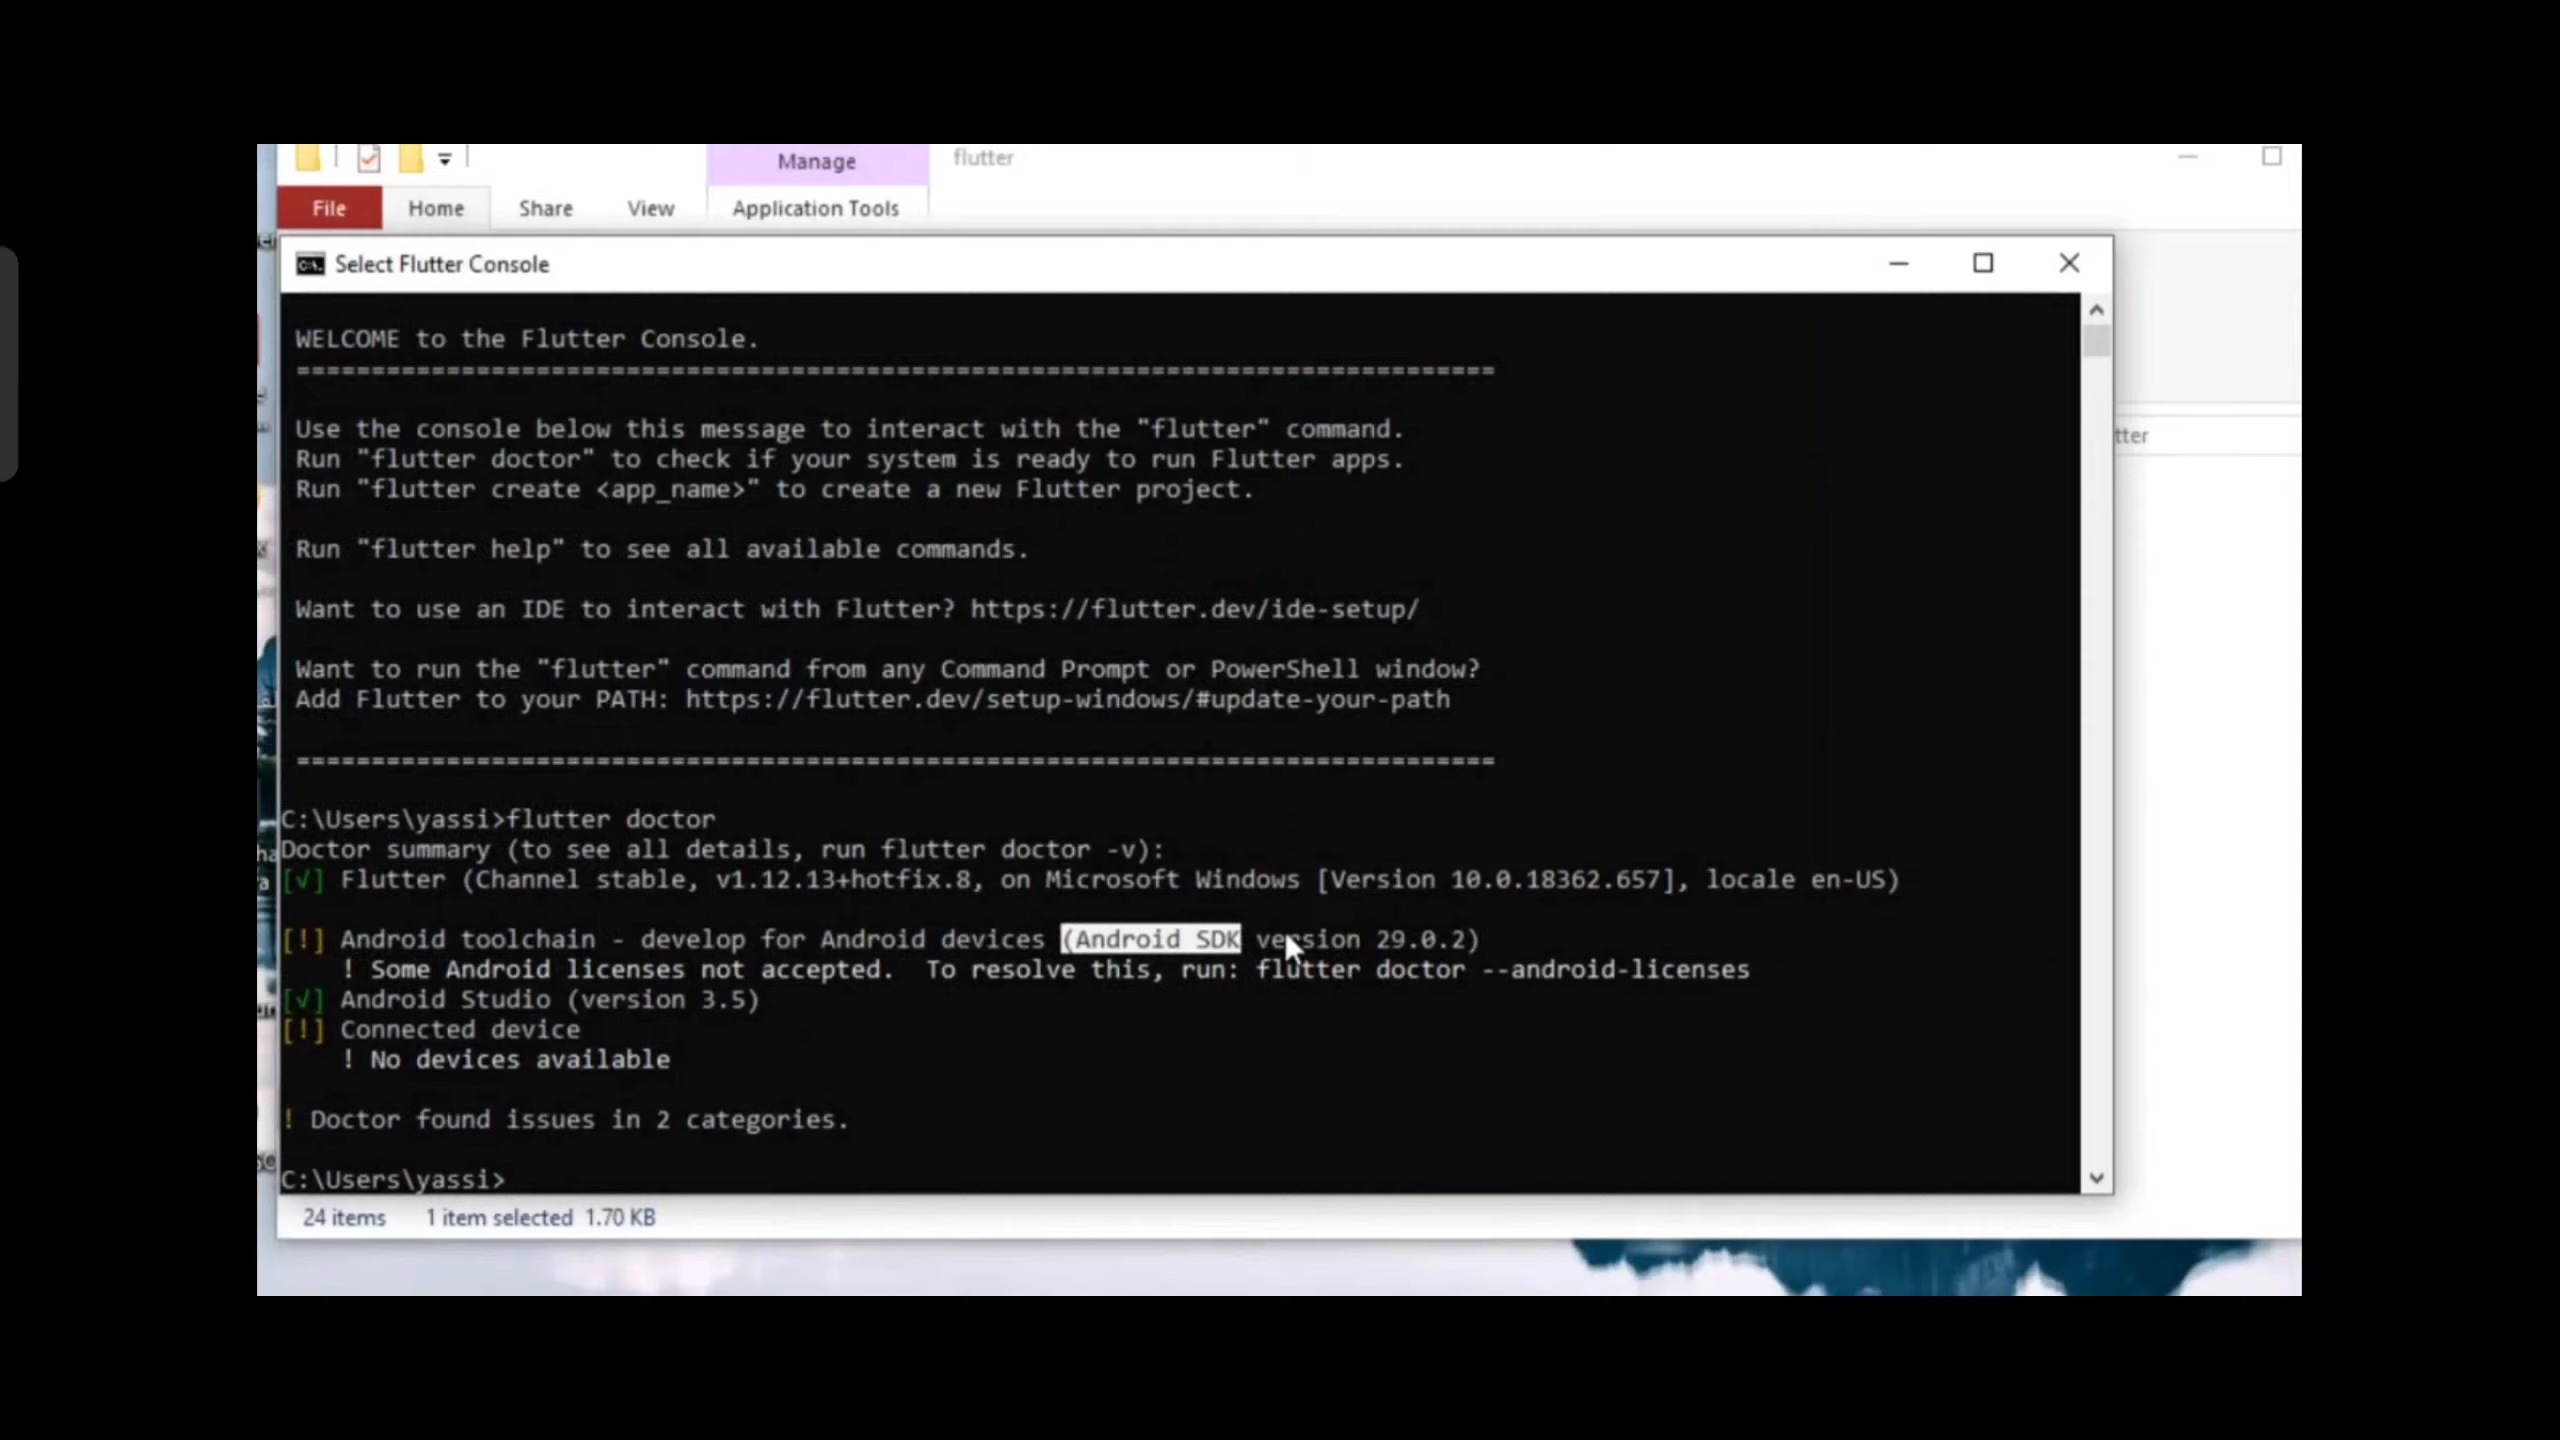 Manage
flutter
File
Home
Share
View
Application Tools
Select Flutter Console
WELCOME to the Flutter Console.
================================================================================
Use the console below this message to interact with the "flutter" command.
Run "flutter doctor" to check if your system is ready to run Flutter apps.
Run "flutter create <app_name>" to create a new Flutter project.
Run "flutter help" to see all available commands.
Want to use an IDE to interact with Flutter? https://flutter.dev/ide-setup/
Want to run the "flutter" command from any Command Prompt or PowerShell window?
Add Flutter to your PATH: https://flutter.dev/setup-windows/#update-your-path
================================================================================
C:\Users\yassi>flutter doctor
Doctor summary (to see all details, run flutter doctor -v):
[√] Flutter (Channel stable, v1.12.13+hotfix.8, on Microsoft Windows [Version 10.0.18362.657], locale en-US)
[!] Android toolchain - develop for Android devices (Android SDK version 29.0.2)
! Some Android licenses not accepted.  To resolve this, run: flutter doctor --android-licenses
[√] Android Studio (version 3.5)
[!] Connected device
! No devices available
! Doctor found issues in 2 categories.
C:\Users\yassi>
24 items 1 item selected 1.70 KB